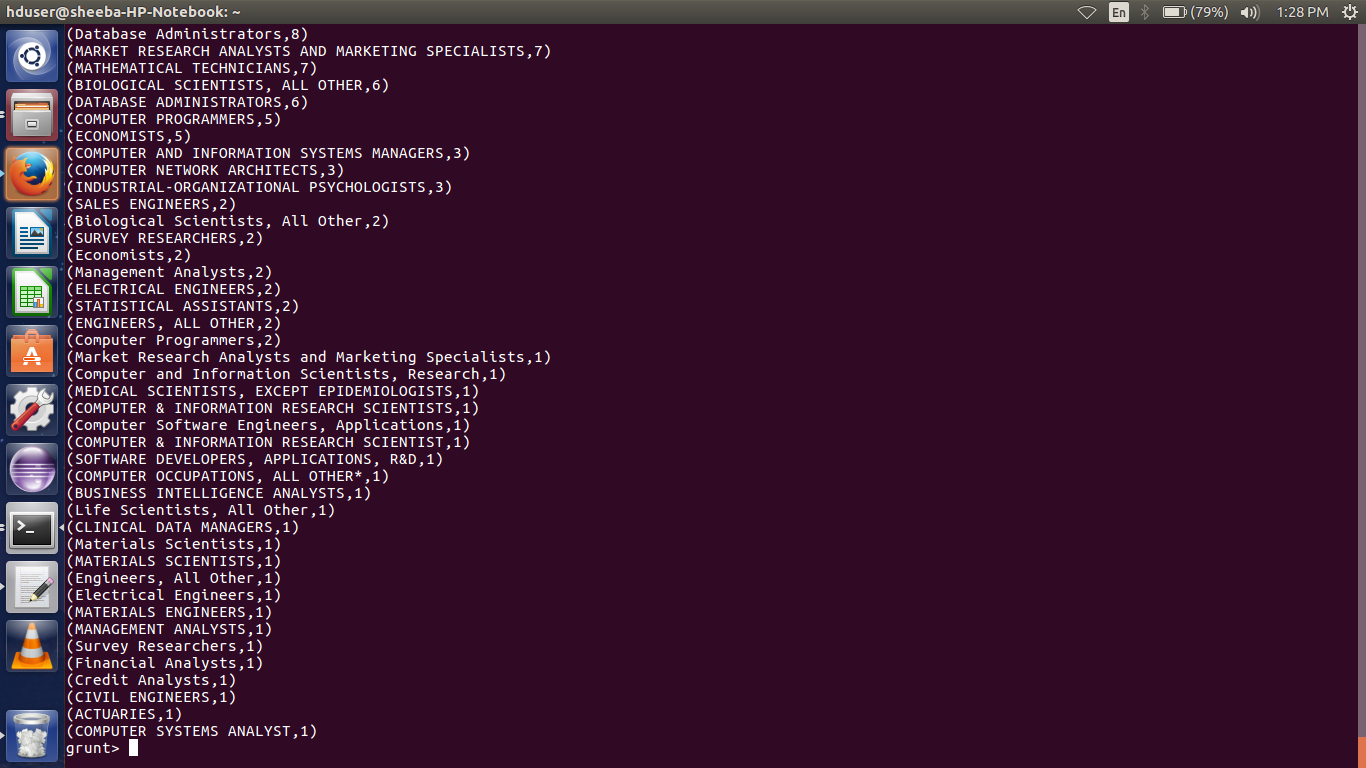 hduser@sheeba-HP-Notebook: ~
En (79%) 1:28 PM
(Database Administrators,8)
(MARKET RESEARCH ANALYSTS AND MARKETING SPECIALISTS,7)
(MATHEMATICAL TECHNICIANS,7)
(BIOLOGICAL SCIENTISTS, ALL OTHER,6)
(DATABASE ADMINISTRATORS,6)
(COMPUTER PROGRAMMERS,5)
(ECONOMISTS,5)
(COMPUTER AND INFORMATION SYSTEMS MANAGERS,3)
(COMPUTER NETWORK ARCHITECTS,3)
(INDUSTRIAL-ORGANIZATIONAL PSYCHOLOGISTS,3)
(SALES ENGINEERS,2)
(Biological Scientists, All Other,2)
(SURVEY RESEARCHERS,2)
(Economists,2)
(Management Analysts,2)
(ELECTRICAL ENGINEERS,2)
(STATISTICAL ASSISTANTS,2)
(ENGINEERS, ALL OTHER,2)
(Computer Programmers,2)
(Market Research Analysts and Marketing Specialists,1)
(Computer and Information Scientists, Research,1)
(MEDICAL SCIENTISTS, EXCEPT EPIDEMIOLOGISTS,1)
(COMPUTER & INFORMATION RESEARCH SCIENTISTS,1)
(Computer Software Engineers, Applications,1)
(COMPUTER & INFORMATION RESEARCH SCIENTIST,1)
(SOFTWARE DEVELOPERS, APPLICATIONS, R&D,1)
(COMPUTER OCCUPATIONS, ALL OTHER*,1)
(BUSINESS INTELLIGENCE ANALYSTS,1)
(Life Scientists, All Other,1)
(CLINICAL DATA MANAGERS,1)
(Materials Scientists,1)
(MATERIALS SCIENTISTS,1)
(Engineers, All Other,1)
(Electrical Engineers,1)
(MATERIALS ENGINEERS,1)
(MANAGEMENT ANALYSTS,1)
(Survey Researchers,1)
(Financial Analysts,1)
(Credit Analysts,1)
(CIVIL ENGINEERS,1)
(ACTUARIES,1)
(COMPUTER SYSTEMS ANALYST,1)
grunt>